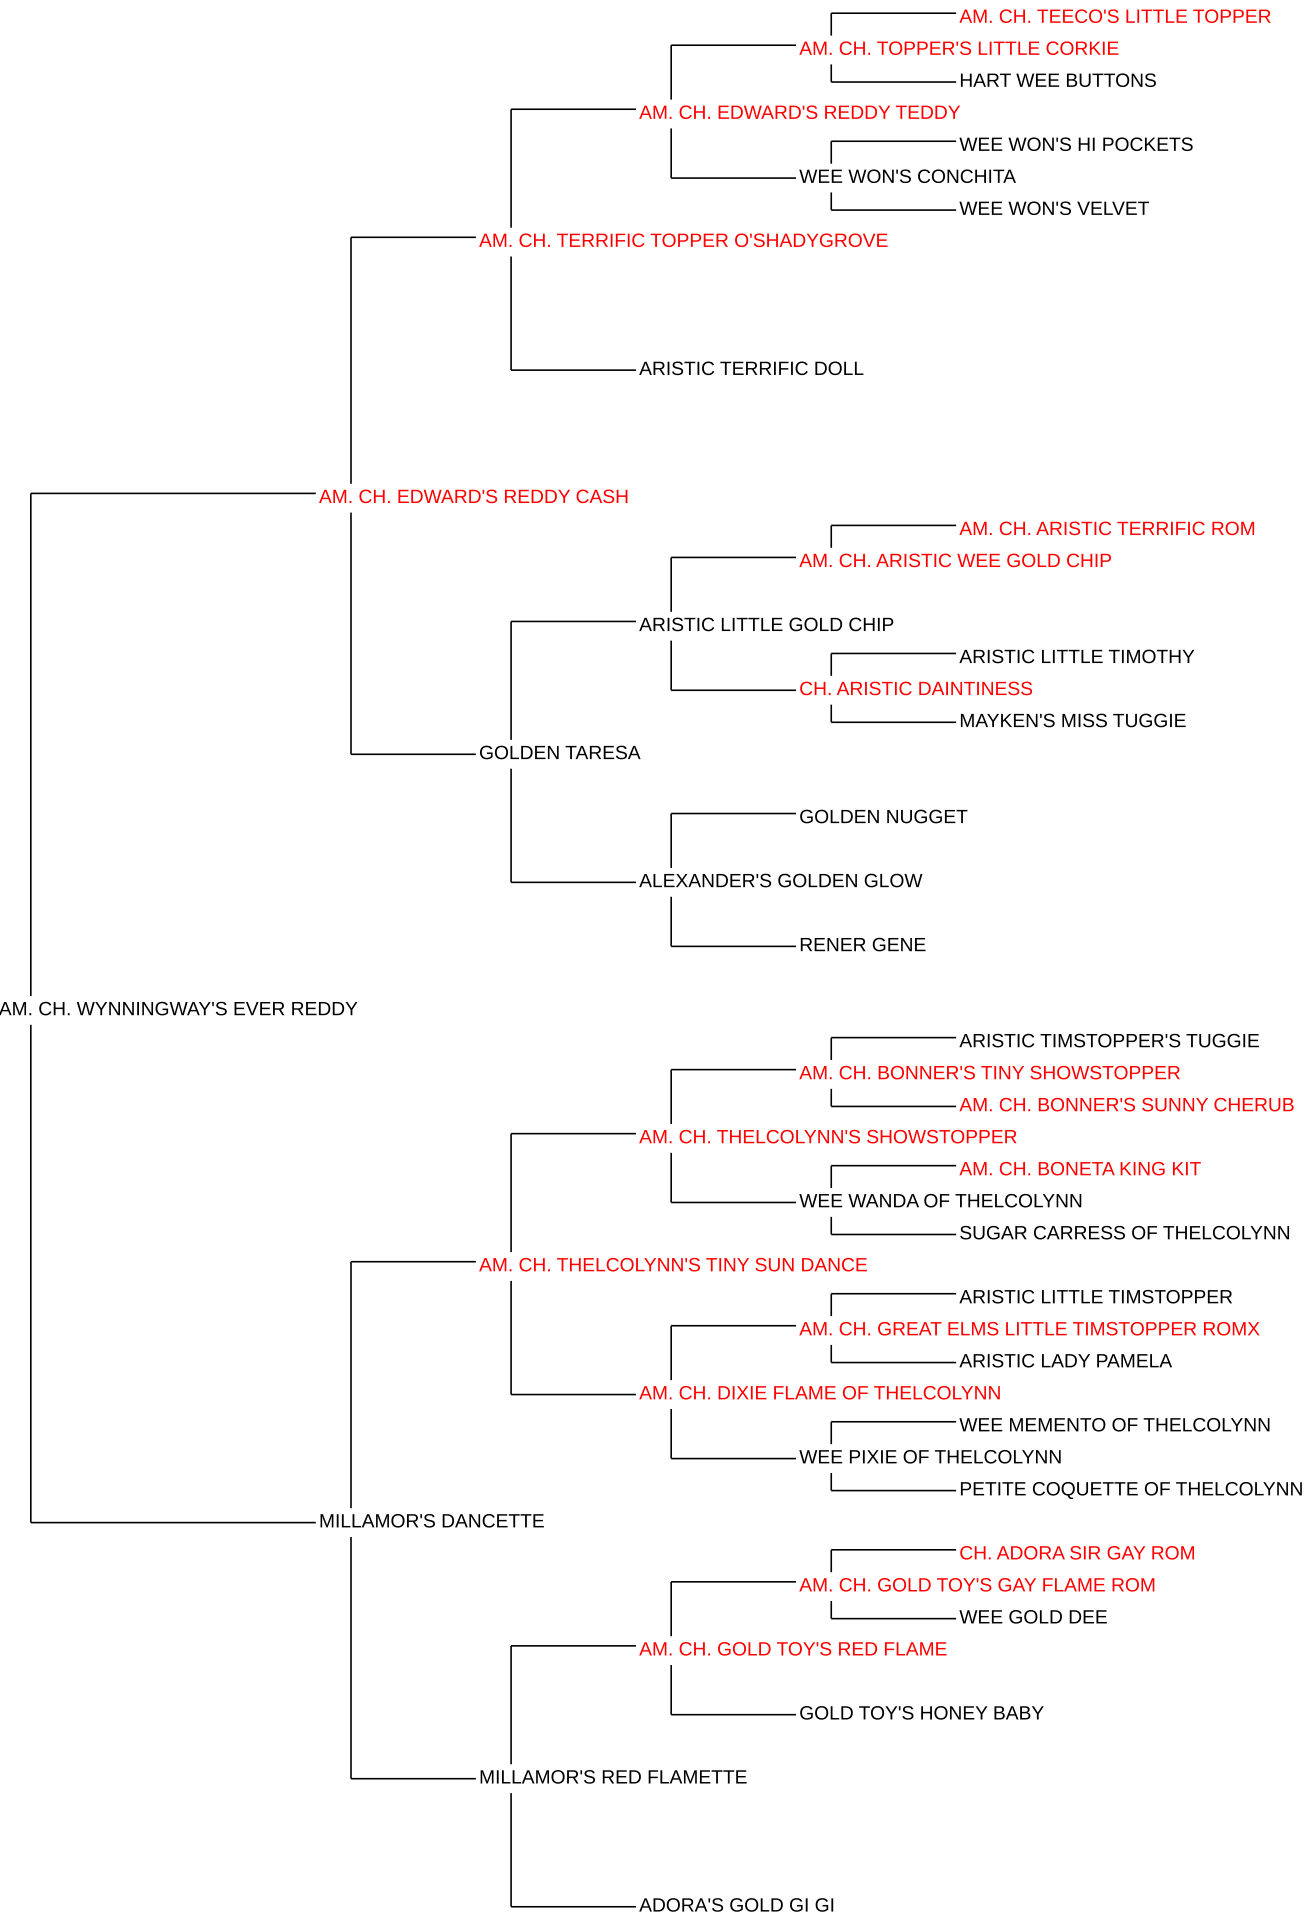 AM. CH. TEECO'S LITTLE TOPPER
AM. CH. TOPPER'S LITTLE CORKIE
HART WEE BUTTONS
AM. CH. EDWARD'S REDDY TEDDY
WEE WON'S HI POCKETS
WEE WON'S CONCHITA
WEE WON'S VELVET
AM. CH. TERRIFIC TOPPER O'SHADYGROVE
ARISTIC TERRIFIC DOLL
AM. CH. EDWARD'S REDDY CASH
AM. CH. ARISTIC TERRIFIC ROM
AM. CH. ARISTIC WEE GOLD CHIP
ARISTIC LITTLE GOLD CHIP
ARISTIC LITTLE TIMOTHY
CH. ARISTIC DAINTINESS
MAYKEN'S MISS TUGGIE
GOLDEN TARESA
GOLDEN NUGGET
ALEXANDER'S GOLDEN GLOW
RENER GENE
AM. CH. WYNNINGWAY'S EVER REDDY
ARISTIC TIMSTOPPER'S TUGGIE
AM. CH. BONNER'S TINY SHOWSTOPPER
AM. CH. BONNER'S SUNNY CHERUB
AM. CH. THELCOLYNN'S SHOWSTOPPER
AM. CH. BONETA KING KIT
WEE WANDA OF THELCOLYNN
SUGAR CARRESS OF THELCOLYNN
AM. CH. THELCOLYNN'S TINY SUN DANCE
ARISTIC LITTLE TIMSTOPPER
AM. CH. GREAT ELMS LITTLE TIMSTOPPER ROMX
ARISTIC LADY PAMELA
AM. CH. DIXIE FLAME OF THELCOLYNN
WEE MEMENTO OF THELCOLYNN
WEE PIXIE OF THELCOLYNN
PETITE COQUETTE OF THELCOLYNN
MILLAMOR'S DANCETTE
CH. ADORA SIR GAY ROM
AM. CH. GOLD TOY'S GAY FLAME ROM
WEE GOLD DEE
AM. CH. GOLD TOY'S RED FLAME
GOLD TOY'S HONEY BABY
MILLAMOR'S RED FLAMETTE
ADORA'S GOLD GI GI